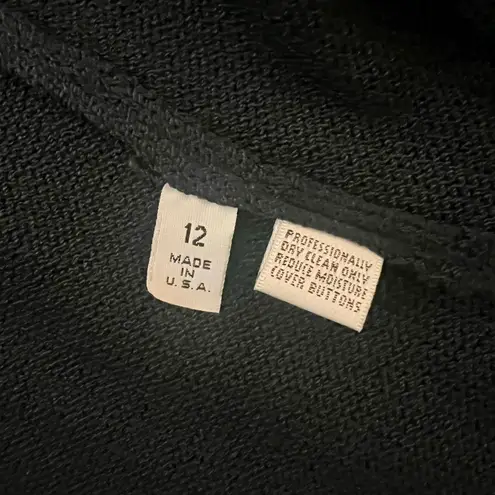 12
MADE
IN
U.S.A.
PROFESSIONALLY
DRY CLEAN ONLY
REDUCE MOISTURE
COVER BUTTONS